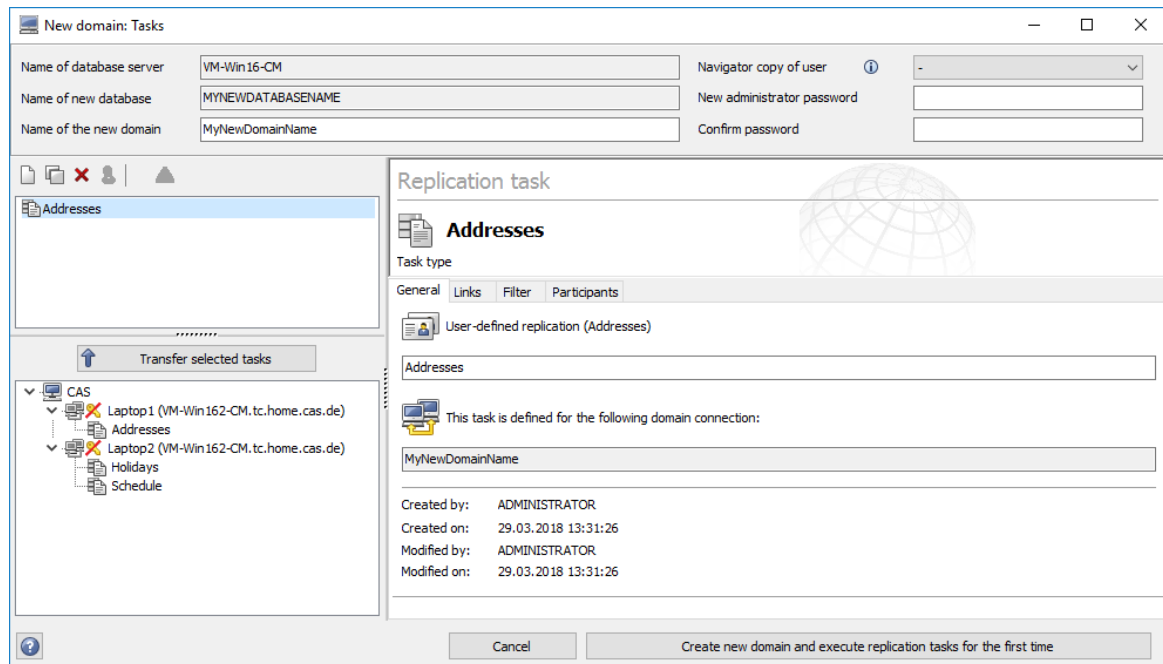 New domain: Tasks
Name of database server VM-Win16-CM Navigator copy of user -
Name of new database MYNEWDATABASENAME New administrator password
Name of the new domain MyNewDomainName Confirm password
Replication task
Addresses
Addresses
Task type
General Links Filter Participants
User-defined replication (Addresses)
Addresses
This task is defined for the following domain connection:
MyNewDomainName
Created by: ADMINISTRATOR
Created on: 29.03.2018 13:31:26
Modified by: ADMINISTRATOR
Modified on: 29.03.2018 13:31:26
Transfer selected tasks
CAS
Laptop1 (VM-Win162-CM.tc.home.cas.de)
Addresses
Laptop2 (VM-Win162-CM.tc.home.cas.de)
Holidays
Schedule
Cancel Create new domain and execute replication tasks for the first time